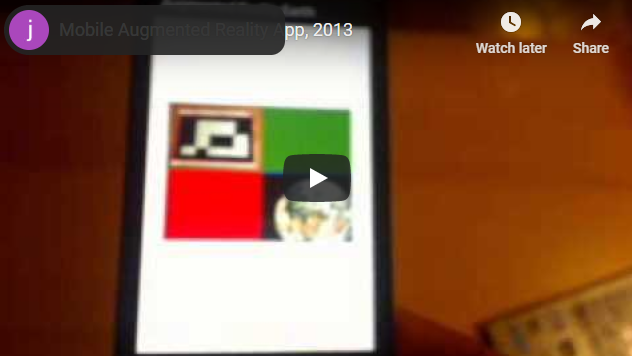 j
Mobile Augmented Reality App, 2013
Watch later
Share